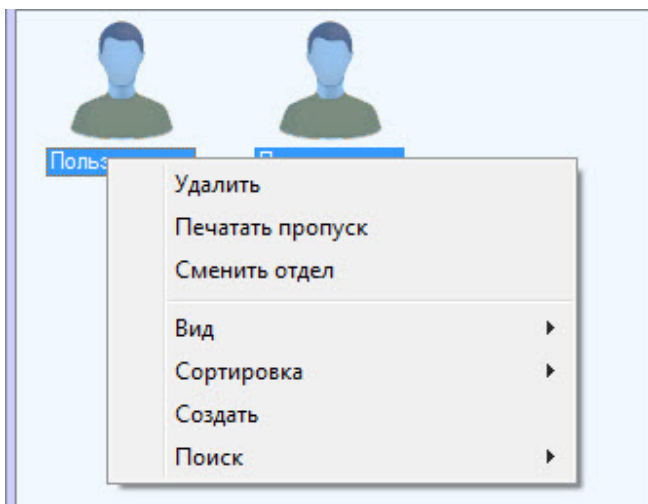 Удалить
Печатать пропуск
Сменить отдел
Вид
Сортировка
Создать
Поиск